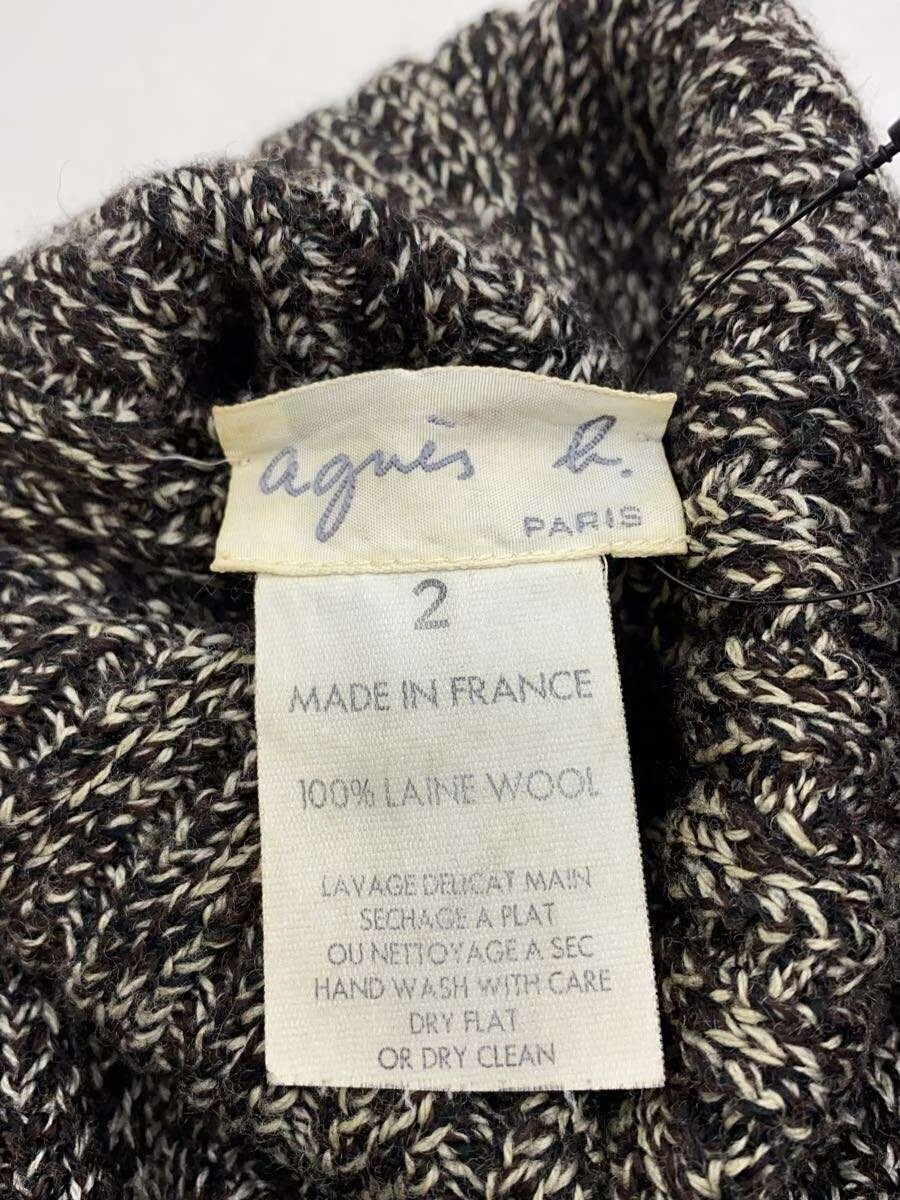 agnès b.
PARIS
2
MADE IN FRANCE
100% LAINE WOOL
LAVAGE DELICAT MAIN
SECHAGE A PLAT
OU NETTOYAGE A SEC
HAND WASH WITH CARE
DRY FLAT
OR DRY CLEAN